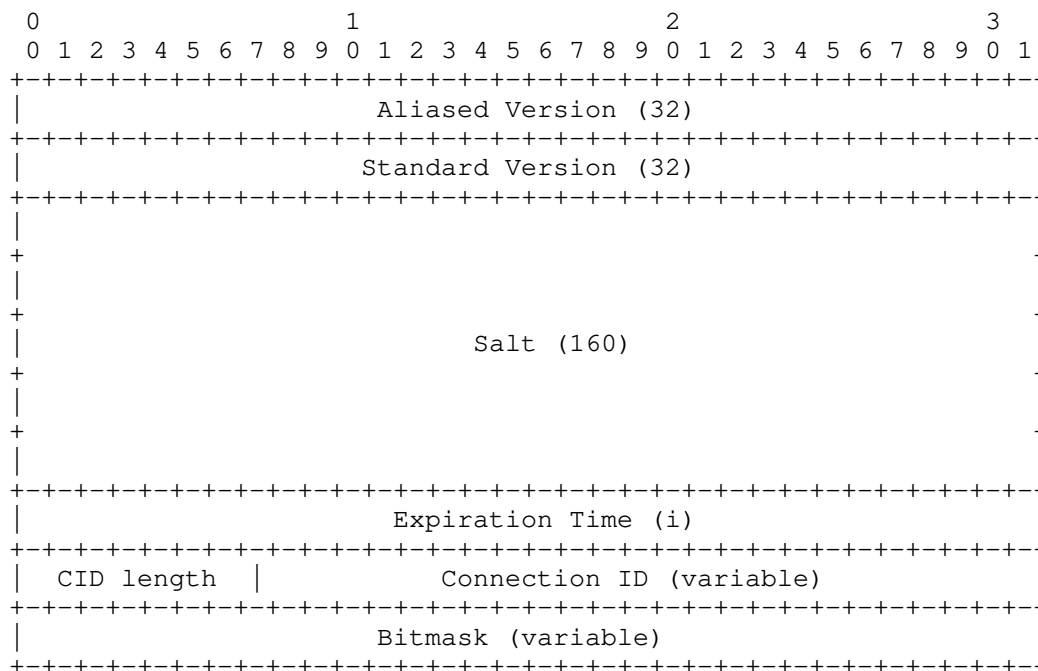 0                   1                   2                   3
0 1 2 3 4 5 6 7 8 9 0 1 2 3 4 5 6 7 8 9 0 1 2 3 4 5 6 7 8 9 0 1
+-+-+-+-+-+-+-+-+-+-+-+-+-+-+-+-+-+-+-+-+-+-+-+-+-+-+-+-+-+-+-+-
|                      Aliased Version (32)
+-+-+-+-+-+-+-+-+-+-+-+-+-+-+-+-+-+-+-+-+-+-+-+-+-+-+-+-+-+-+-+-
|                     Standard Version (32)
+-+-+-+-+-+-+-+-+-+-+-+-+-+-+-+-+-+-+-+-+-+-+-+-+-+-+-+-+-+-+-+-
|
+                                                               -
|
+                                                               -
|                            Salt (160)
+                                                               -
|
+                                                               -
|
+-+-+-+-+-+-+-+-+-+-+-+-+-+-+-+-+-+-+-+-+-+-+-+-+-+-+-+-+-+-+-+-
|                       Expiration Time (i)
+-+-+-+-+-+-+-+-+-+-+-+-+-+-+-+-+-+-+-+-+-+-+-+-+-+-+-+-+-+-+-+-
|  CID length  |           Connection ID (variable)
+-+-+-+-+-+-+-+-+-+-+-+-+-+-+-+-+-+-+-+-+-+-+-+-+-+-+-+-+-+-+-+-
|                      Bitmask (variable)
+-+-+-+-+-+-+-+-+-+-+-+-+-+-+-+-+-+-+-+-+-+-+-+-+-+-+-+-+-+-+-+-